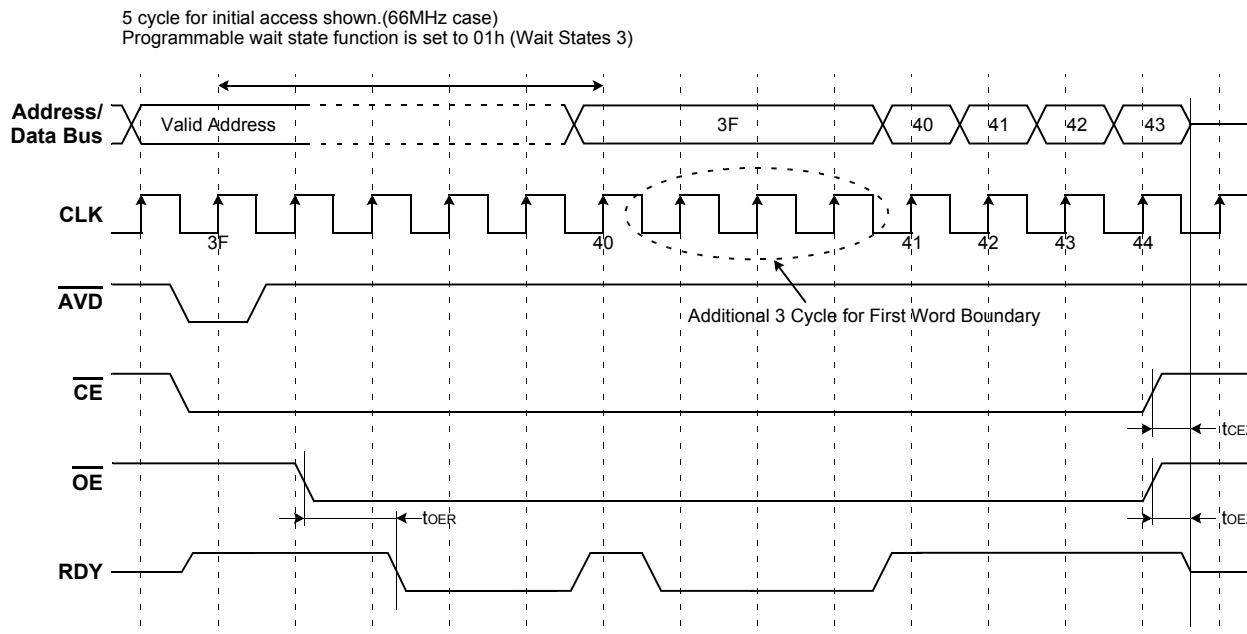 5 cycle for initial access shown.(66MHz case)
Programmable wait state function is set to 01h (Wait States 3)
Address/
Data Bus
Valid Address
3F
40
41
42
43
CLK
3F
40
41
42
43
44
AVD
Additional 3 Cycle for First Word Boundary
CE
tCEZ
OE
tOER
tOEZ
RDY